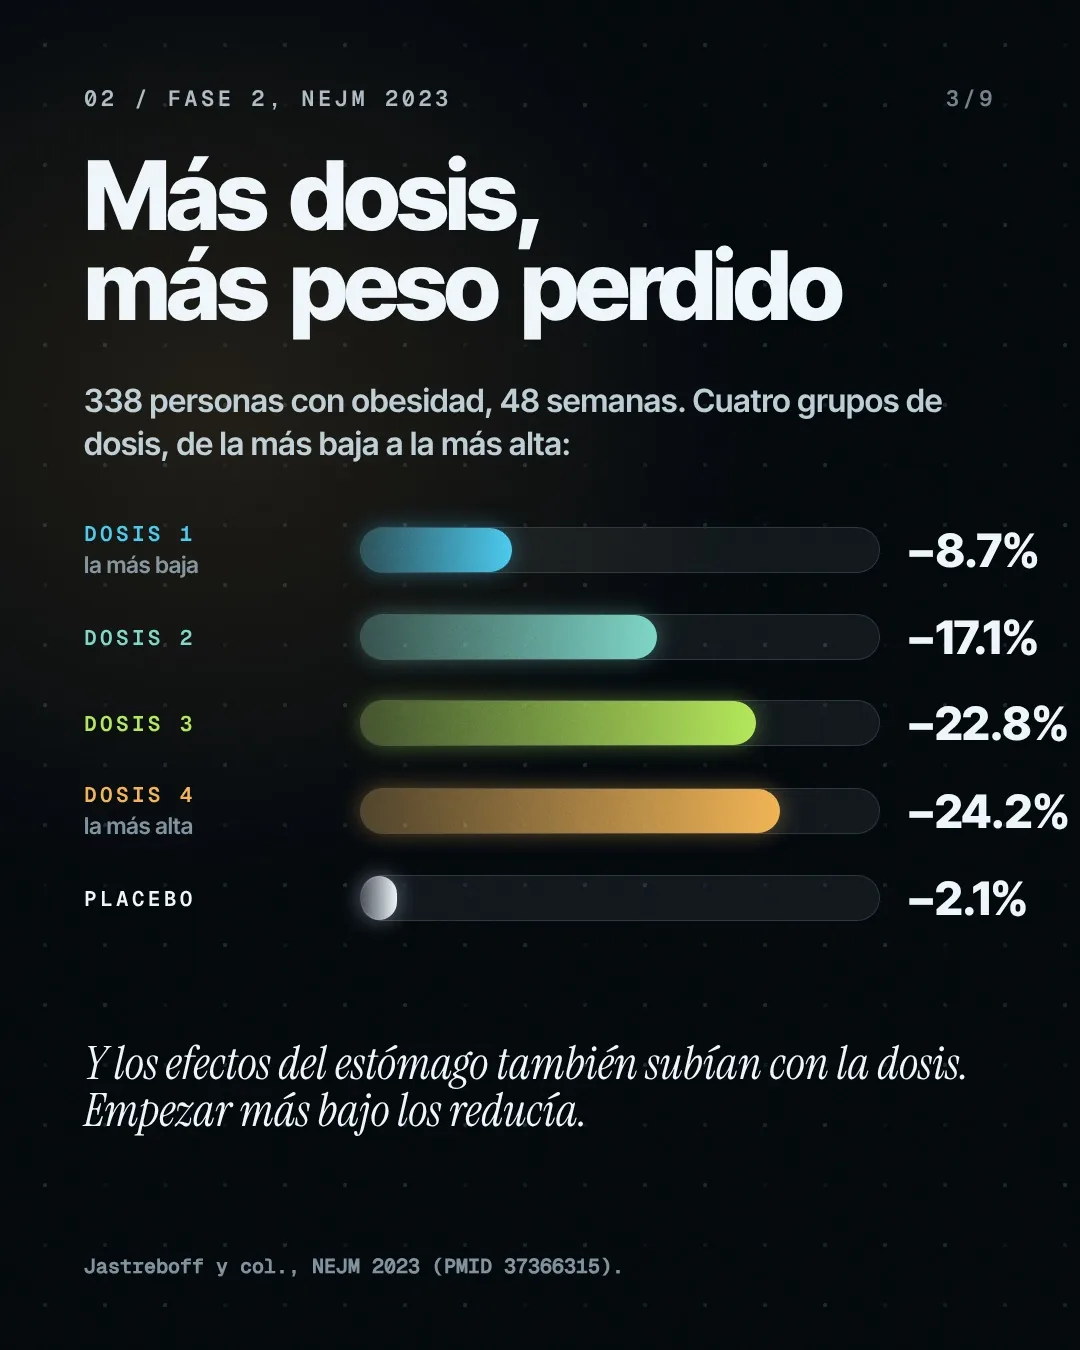 02 / FASE 2, NEJM 2023
3/9
Más dosis,
más peso perdido
338 personas con obesidad, 48 semanas. Cuatro grupos de
dosis, de la más baja a la más alta:
DOSIS 1
la más baja
–8.7%
DOSIS 2
–17.1%
DOSIS 3
–22.8%
DOSIS 4
la más alta
–24.2%
PLACEBO
–2.1%
Y los efectos del estómago también subían con la dosis.
Empezar más bajo los reducía.
Jastreboff y col., NEJM 2023 (PMID 37366315).